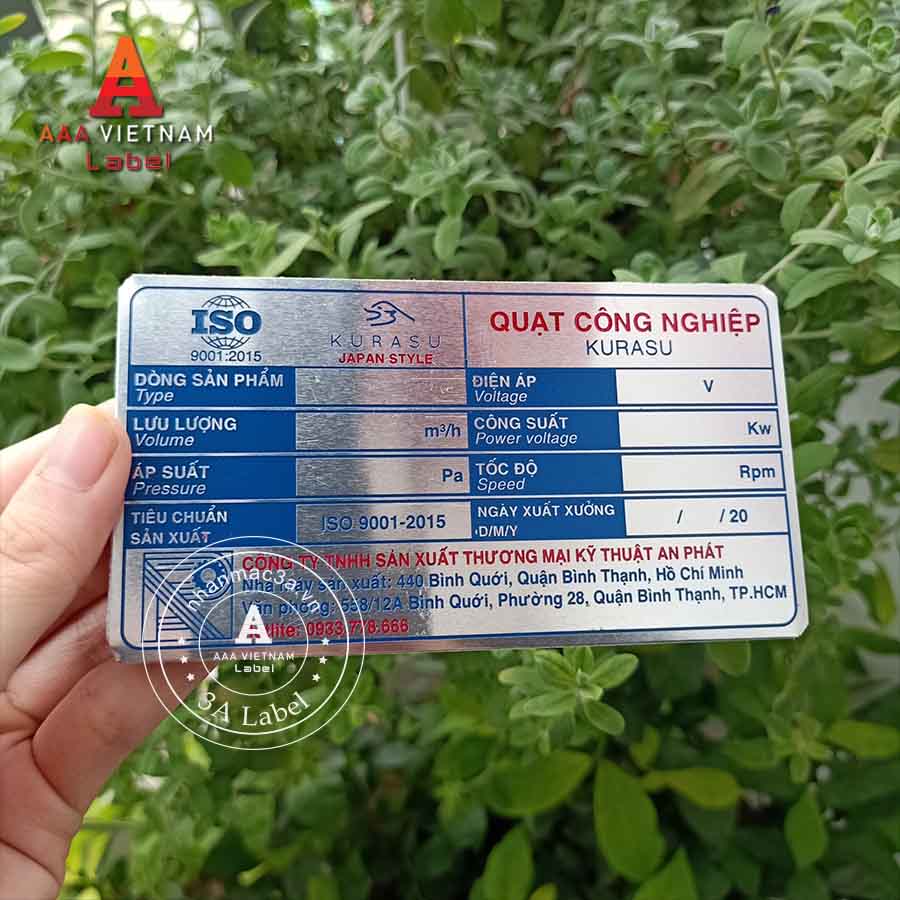 A
AAA VIETNAM
Label
ISO
9001:2015
KURASU
JAPAN STYLE
QUẠT CÔNG NGHIỆP
KURASU
DÒNG SẢN PHẨM
Type
ĐIỆN ÁP
Voltage
V
LƯU LƯỢNG
Volume
m³/h
CÔNG SUẤT
Power voltage
Kw
ÁP SUẤT
Pressure
Pa
TỐC ĐỘ
Speed
Rpm
TIÊU CHUẨN
SẢN XUẤT
ISO 9001-2015
NGÀY XUẤT XƯỞNG
D/M/Y
/ / 20
CÔNG TY TNHH SẢN XUẤT THƯƠNG MẠI KỸ THUẬT AN PHÁT
Nhà máy sản xuất: 440 Bình Quới, Quận Bình Thạnh, Hồ Chí Minh
Văn phòng: 558/12A Bình Quới, Phường 28, Quận Bình Thạnh, TP.HCM
0933.778.666
A
AAA VIETNAM
Label
3A Label